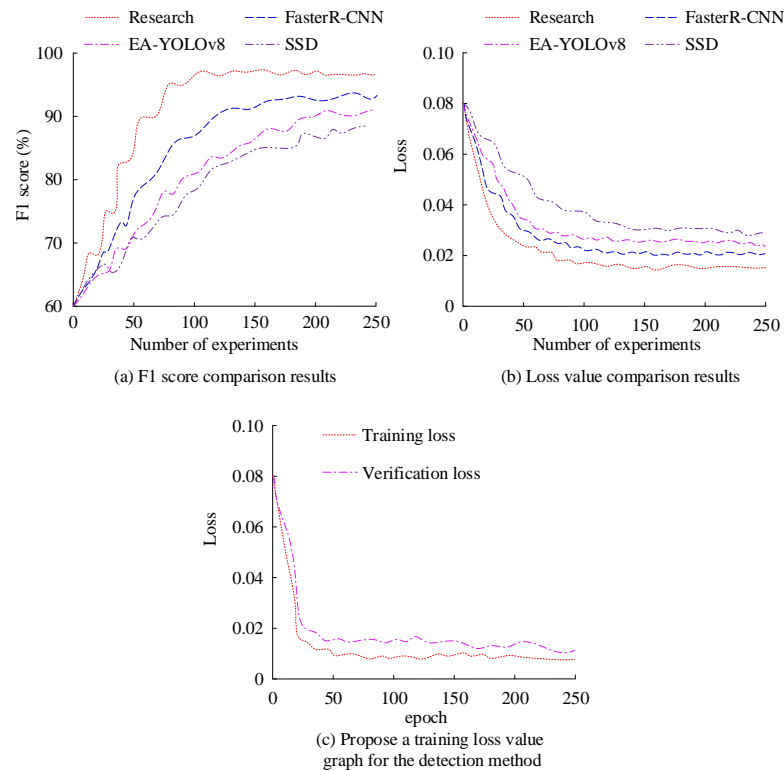 Research
FasterR-CNN
EA-YOLOv8
SSD
100
90
80
70
60
F1 score (%)
0
50
100
150
200
250
Number of experiments
(a) F1 score comparison results
Research
FasterR-CNN
EA-YOLOv8
SSD
0.10
0.08
0.06
0.04
0.02
0
Loss
0
50
100
150
200
250
Number of experiments
(b) Loss value comparison results
0.10
0.08
0.06
0.04
0.02
0
Loss
Training loss
Verification loss
0
50
100
150
200
250
epoch
(c) Propose a training loss value
graph for the detection method